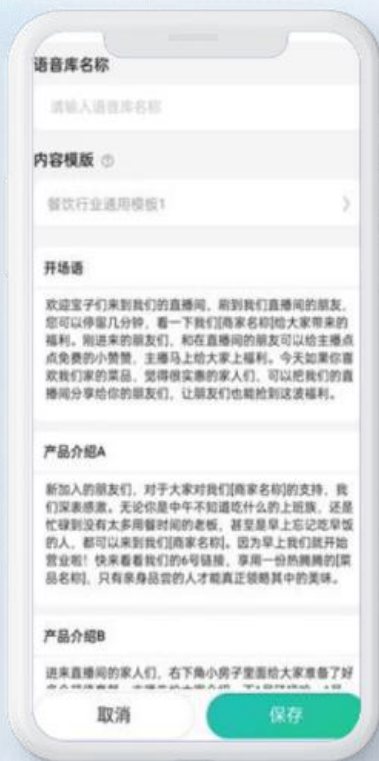 语音库名称
请输入语音库名称
内容模版
餐饮行业通用模板1
开场语
欢迎宝子们来到我们的直播间，刷到我们直播间的朋友，
您可以停留几分钟，看一下我们[商家名称]给大家带来的
福利。刚进来的朋友们，和在直播间的朋友可以给主播点
点免费的小赞赞，主播马上给大家上福利。今天如果你喜
欢我们家的菜品，觉得很实惠的家人们，可以把我们的直
播间分享给你的朋友们，让朋友们也能抢到这波福利。
产品介绍A
新加入的朋友们，对于大家对我们[商家名称]的支持，我
们深表感激。无论你是中午不知道吃什么的上班族，还是
忙碌到没有太多用餐时间的老板，甚至是早上忘记吃早饭
的人，都可以来到我们[商家名称]。因为早上我们就开始
营业啦！快来看看我们的6号链接，享用一份热腾腾的[菜
品名称]，只有亲身品尝的人才能真正领略其中的美味。
产品介绍B
进来直播间的家人们，右下角小房子里面给大家准备了好
取消
保存